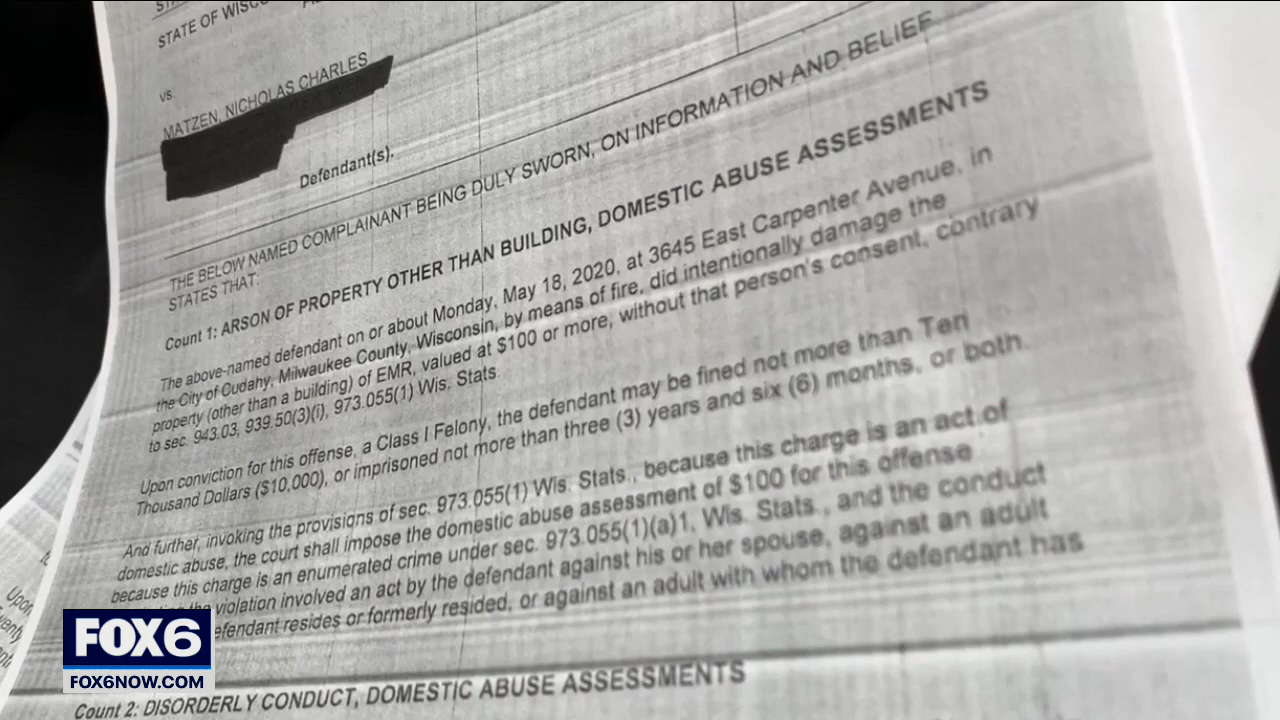 STATE OF WISCO
vs
MATZEN, NICHOLAS CHARLES
Defendant(s).
THE BELOW NAMED COMPLAINANT BEING DULY SWORN, ON INFORMATION AND BELIEF
STATES THAT:
Count 1: ARSON OF PROPERTY OTHER THAN BUILDING, DOMESTIC ABUSE ASSESSMENTS
The above-named defendant on or about Monday, May 18, 2020, at 3645 East Carpenter Avenue, in
the City of Cudahy, Milwaukee County, Wisconsin, by means of fire, did intentionally damage the
property (other than a building) of EMR, valued at $100 or more, without that person's consent, contrary
to sec. 943.03, 939.50(3)(i), 973.055(1) Wis. Stats.
Upon conviction for this offense, a Class I Felony, the defendant may be fined not more than Ten
Thousand Dollars ($10,000), or imprisoned not more than three (3) years and six (6) months, or both.
And further, invoking the provisions of sec. 973.055(1) Wis. Stats., because this charge is an act of
domestic abuse, the court shall impose the domestic abuse assessment of $100 for this offense
because this charge is an enumerated crime under sec. 973.055(1)(a)1, Wis. Stats., and the conduct
the violation involved an act by the defendant against his or her spouse, against an adult
efendant resides or formerly resided, or against an adult with whom the defendant has
Upon
FOX6
FOX6NOW.COM
Count 2: DISORDERLY CONDUCT, DOMESTIC ABUSE ASSESSMENTS